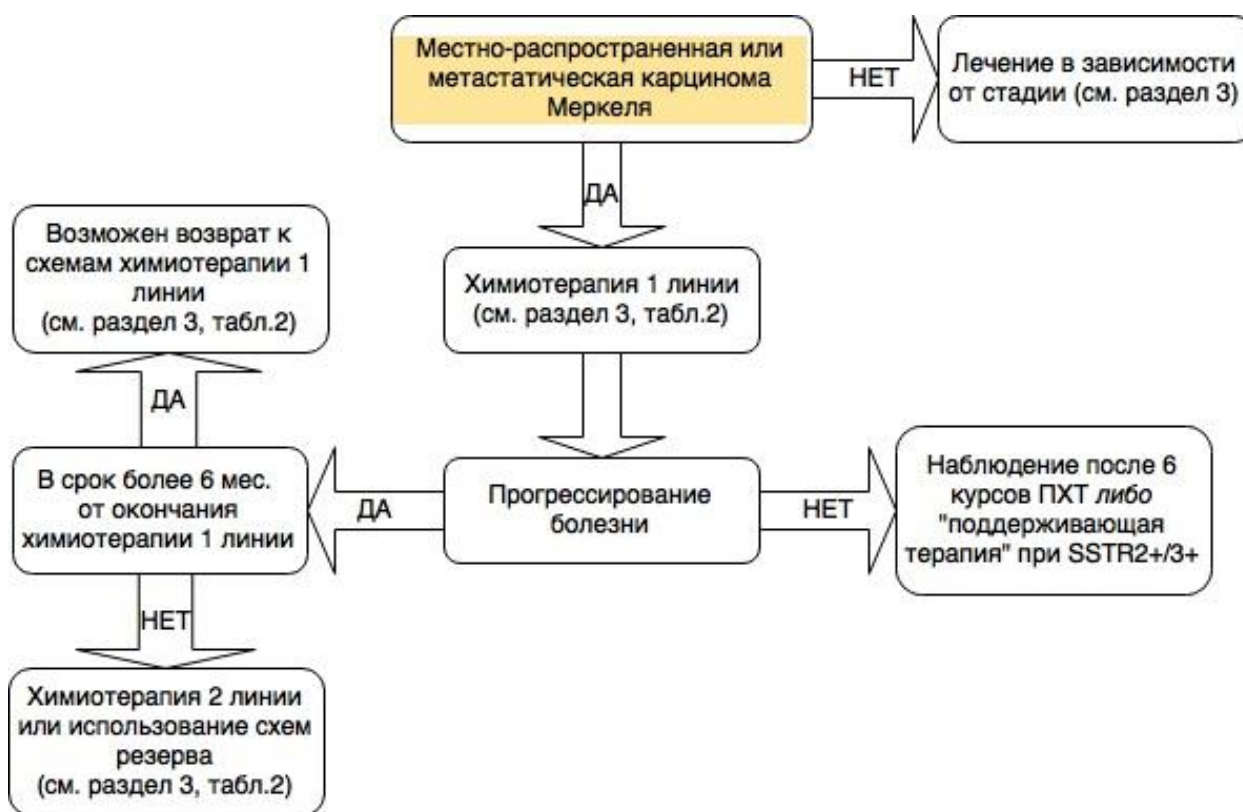 Местно-распространенная или
метастатическая карцинома
Меркеля
НЕТ
Лечение в зависимости
от стадии (см. раздел 3)
ДА
Химиотерапия 1 линии
(см. раздел 3, табл.2)
Возможен возврат к
схемам химиотерапии 1
линии
(см. раздел 3, табл.2)
ДА
В срок более 6 мес.
от окончания
химиотерапии 1 линии
ДА
Прогрессирование
болезни
НЕТ
Наблюдение после 6
курсов ПХТ либо
"поддерживающая
терапия" при SSTR2+/3+
НЕТ
Химиотерапия 2 линии
или использование схем
резерва
(см. раздел 3, табл.2)